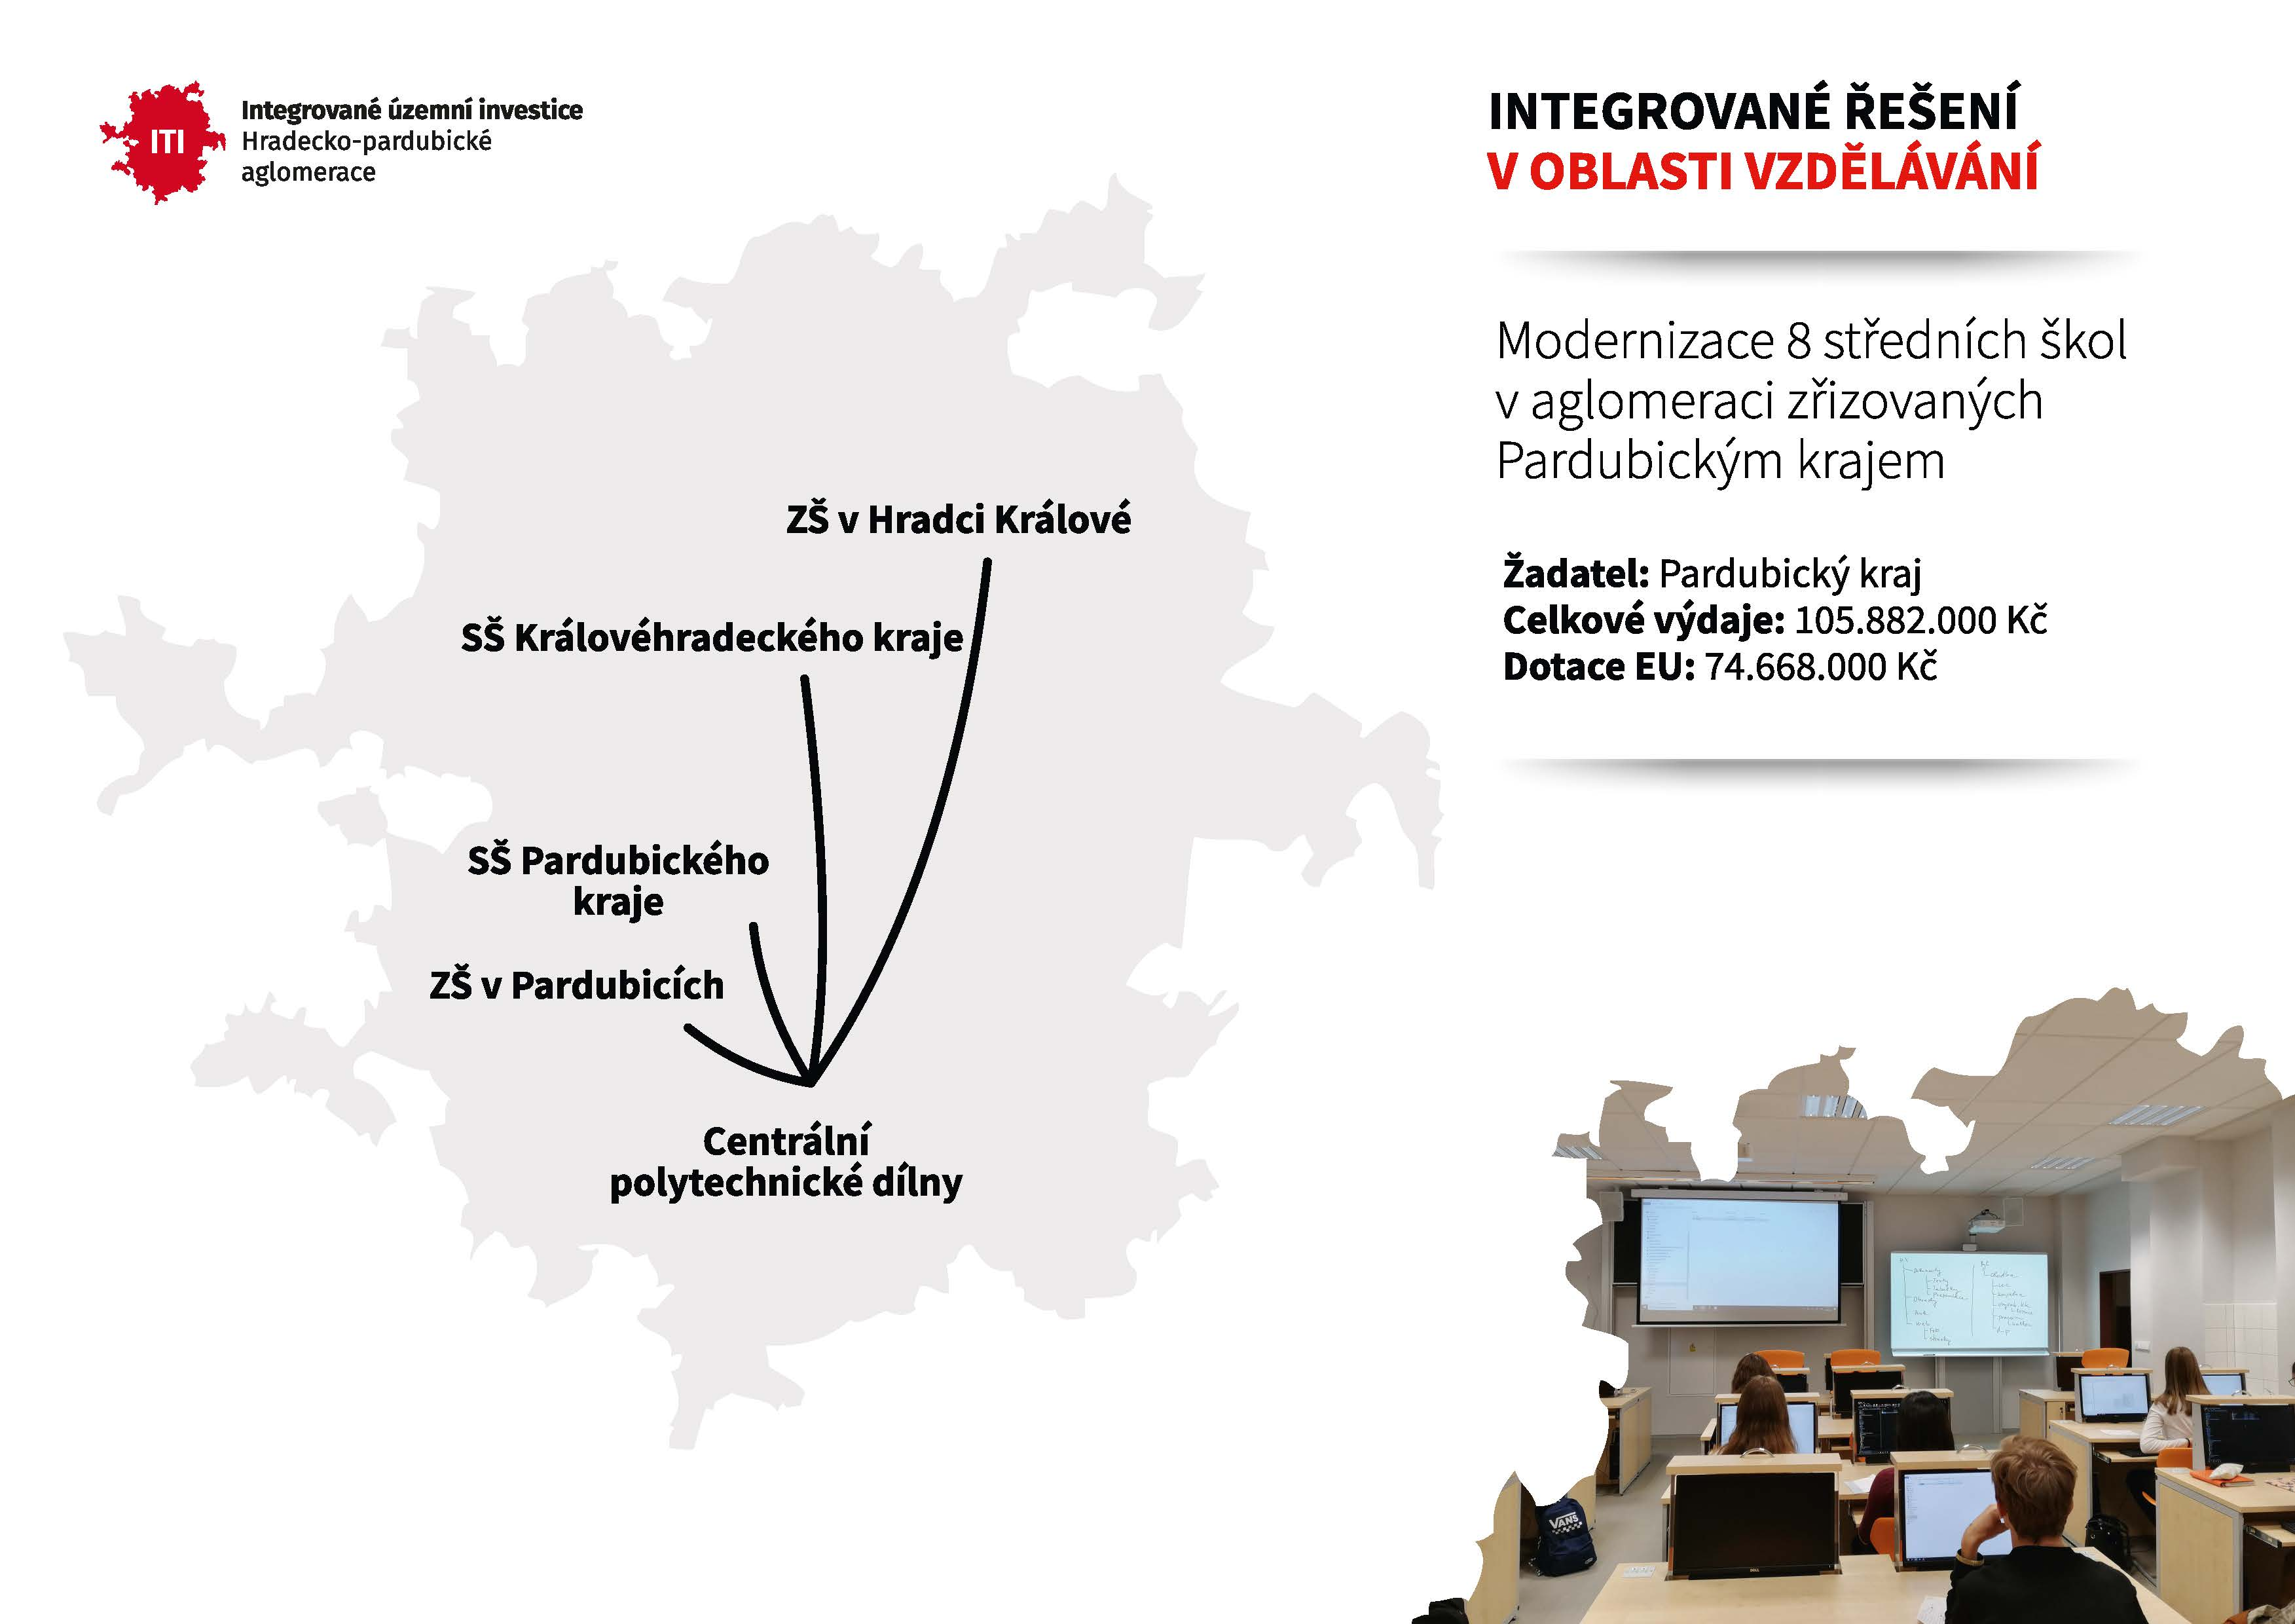 ITI
Integrované územní investice
Hradecko-pardubické
aglomerace
INTEGROVANÉ ŘEŠENÍ
V OBLASTI VZDĚLÁVÁNÍ
Modernizace 8 středních škol
v aglomeraci zřizovaných
Pardubickým krajem
Žadatel: Pardubický kraj
Celkové výdaje: 105.882.000 Kč
Dotace EU: 74.668.000 Kč
ZŠ v Hradci Králové
SŠ Královéhradeckého kraje
SŠ Pardubického
kraje
ZŠ v Pardubicích
Centrální
polytechnické dílny
VANS
DELL